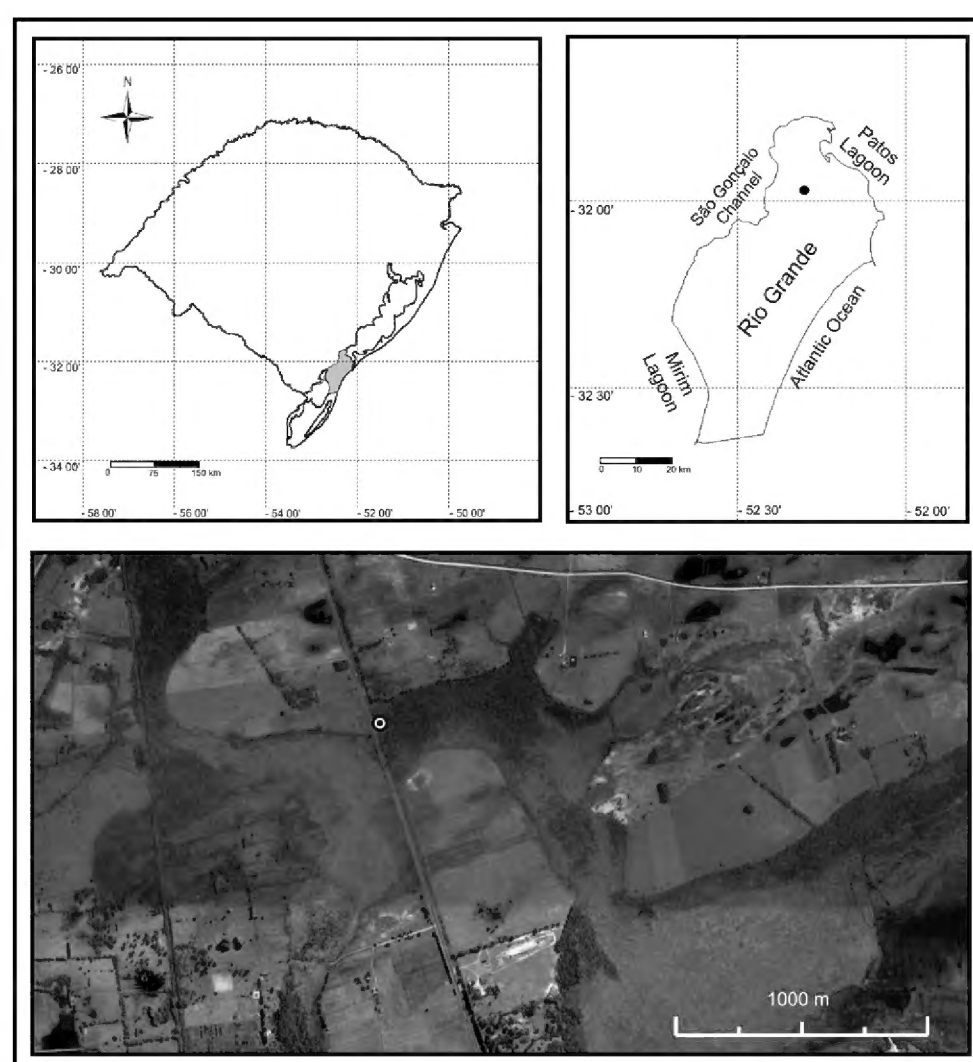 N
- 26 00'
- 28 00'
- 30 00'
- 32 00'
- 34 00'
0 75 150 km
- 58 00' - 56 00' - 54 00' - 52 00' - 50 00'
Patos
Lagoon
São Gonçalo
Channel
- 32 00'
Rio Grande
Atlantic Ocean
Mirim
Lagoon
- 32 30'
0 10 20 km
- 53 00' - 52 30' - 52 00'
1000 m